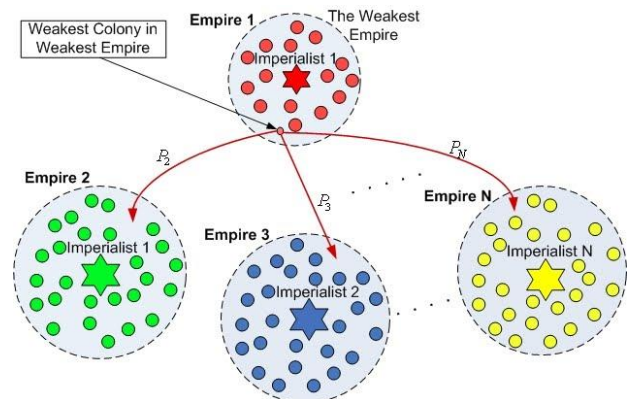 Weakest Colony in
Weakest Empire
Empire 1
The Weakest
Empire
Imperialist 1
P2
P3
PN
Empire 2
Imperialist 1
Empire 3
Imperialist 2
Empire N
Imperialist N